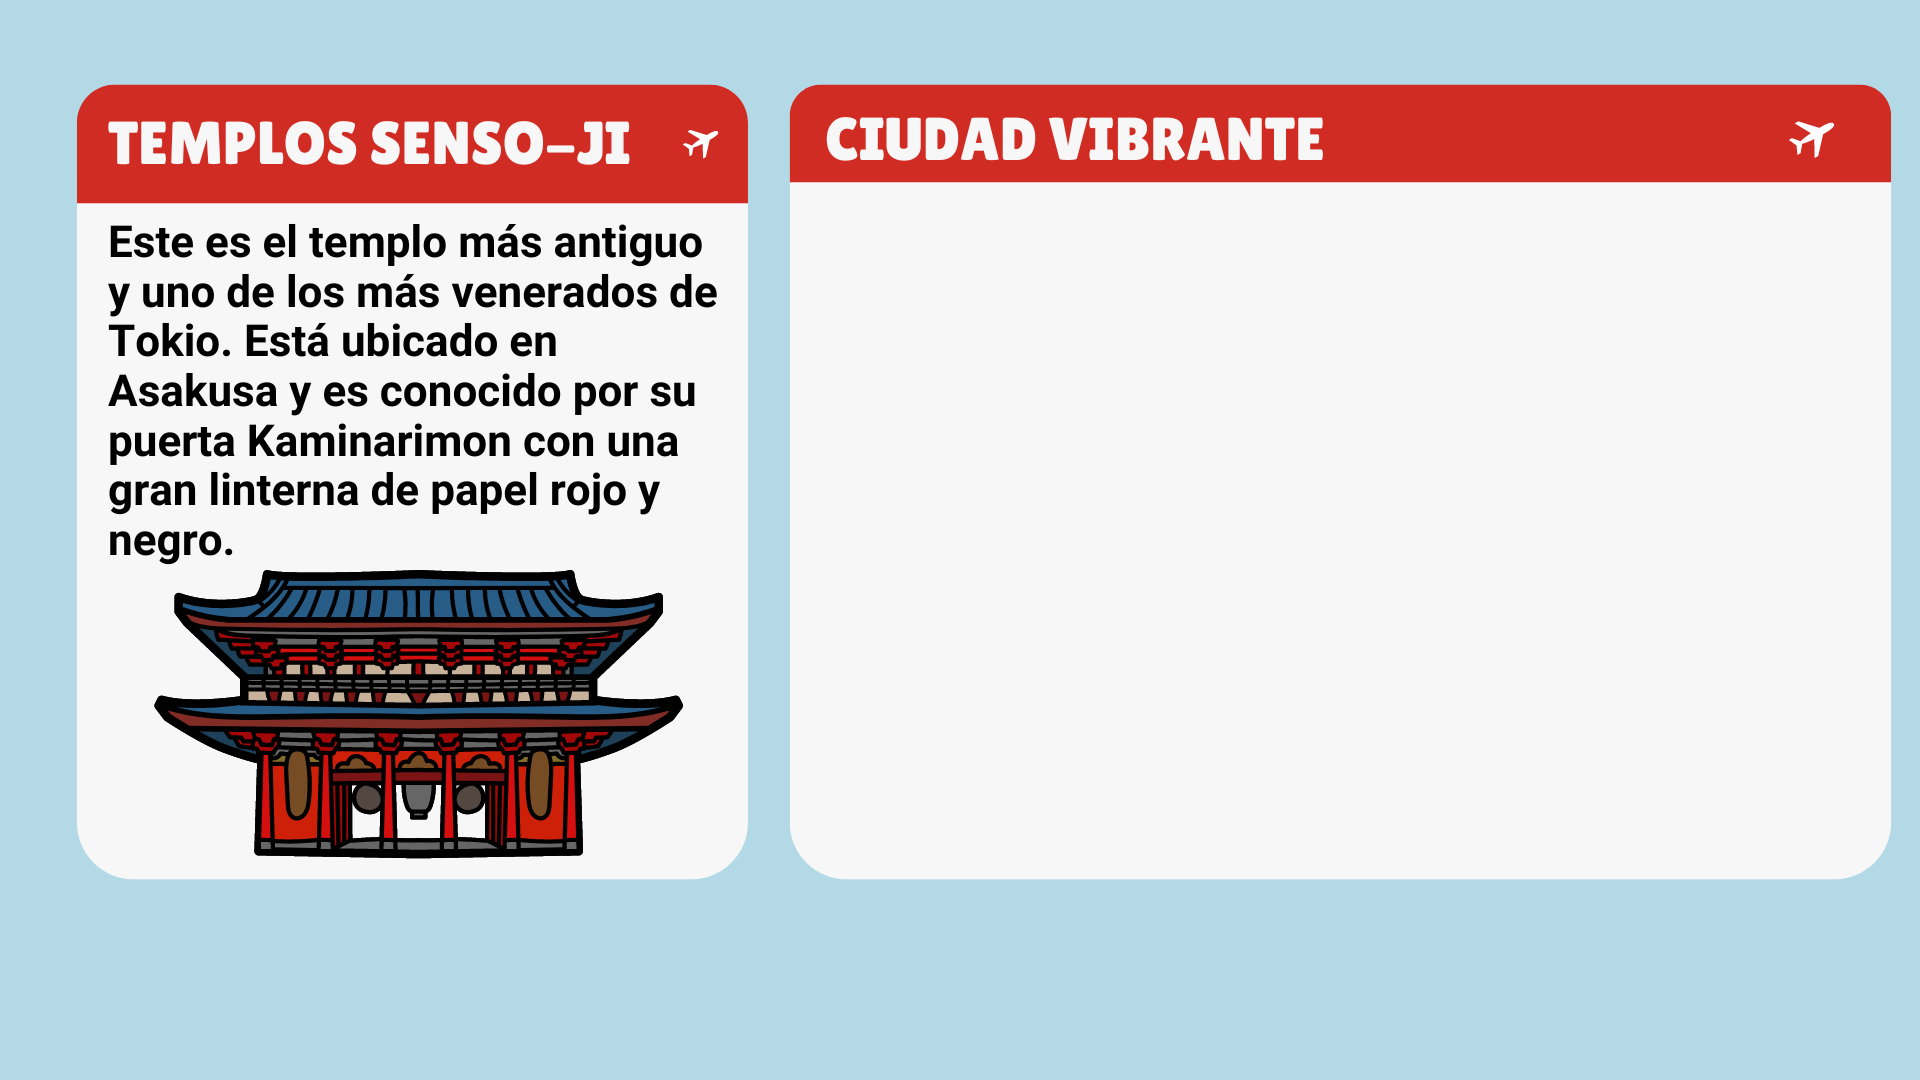 TEMPLOS SENSO-JI
Este es el templo más antiguo
y uno de los más venerados de
Tokio. Está ubicado en
Asakusa y es conocido por su
puerta Kaminarimon con una
gran linterna de papel rojo y
negro.
CIUDAD VIBRANTE